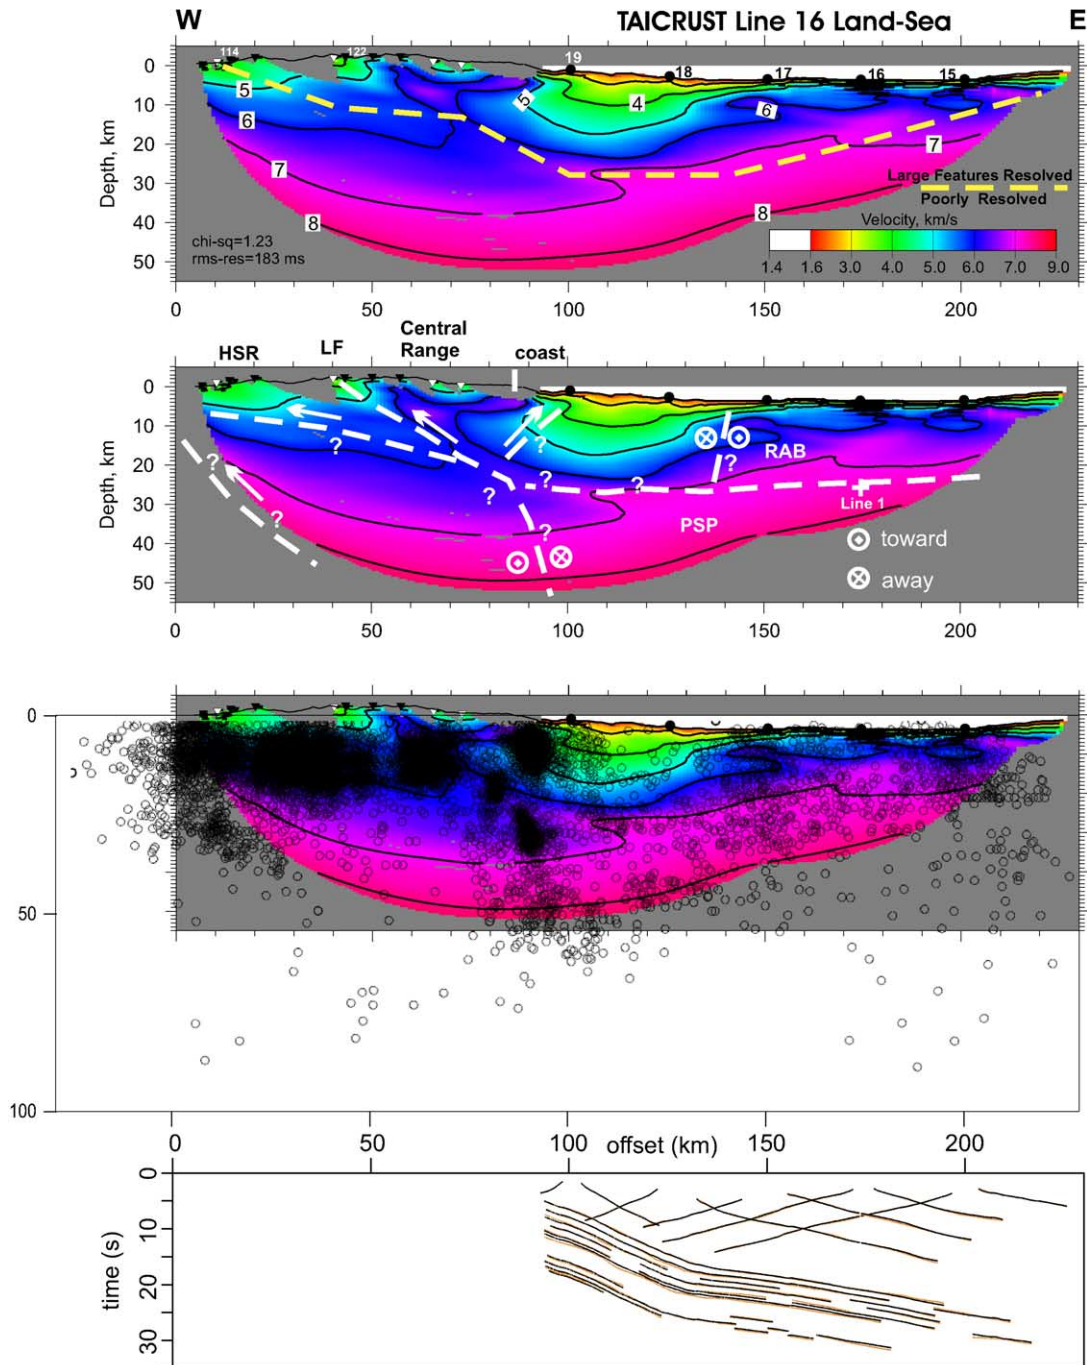 W TAICRUST Line 16 Land-Sea E
114 122 19 18 17 16 15
0
10
20
30
40
50
Depth, km
5 5 4 6
6
7 7
8 8
Large Features Resolved
Poorly Resolved
Velocity, km/s
1.4 1.6 3.0 4.0 5.0 6.0 7.0 9.0
chi-sq=1.23
rms-res=183 ms
0 50 100 150 200
HSR LF Central Range coast
0
10
20
30
40
50
Depth, km
? ? ? ? ? ? ? ? ? ?
RAB
Line 1
PSP
toward
away
0 50 100 150 200
0
50
100
0 50 100 offset (km) 150 200
0
10
20
30
time (s)